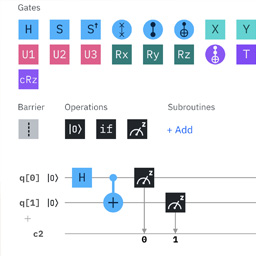 Gates
H S S† X Y
U1 U2 U3 Rx Ry Rz T
cRz
Barrier Operations Subroutines
|0⟩ if z + Add
q[0] |0⟩ H z
q[1] |0⟩ + z
+
c2
0 1